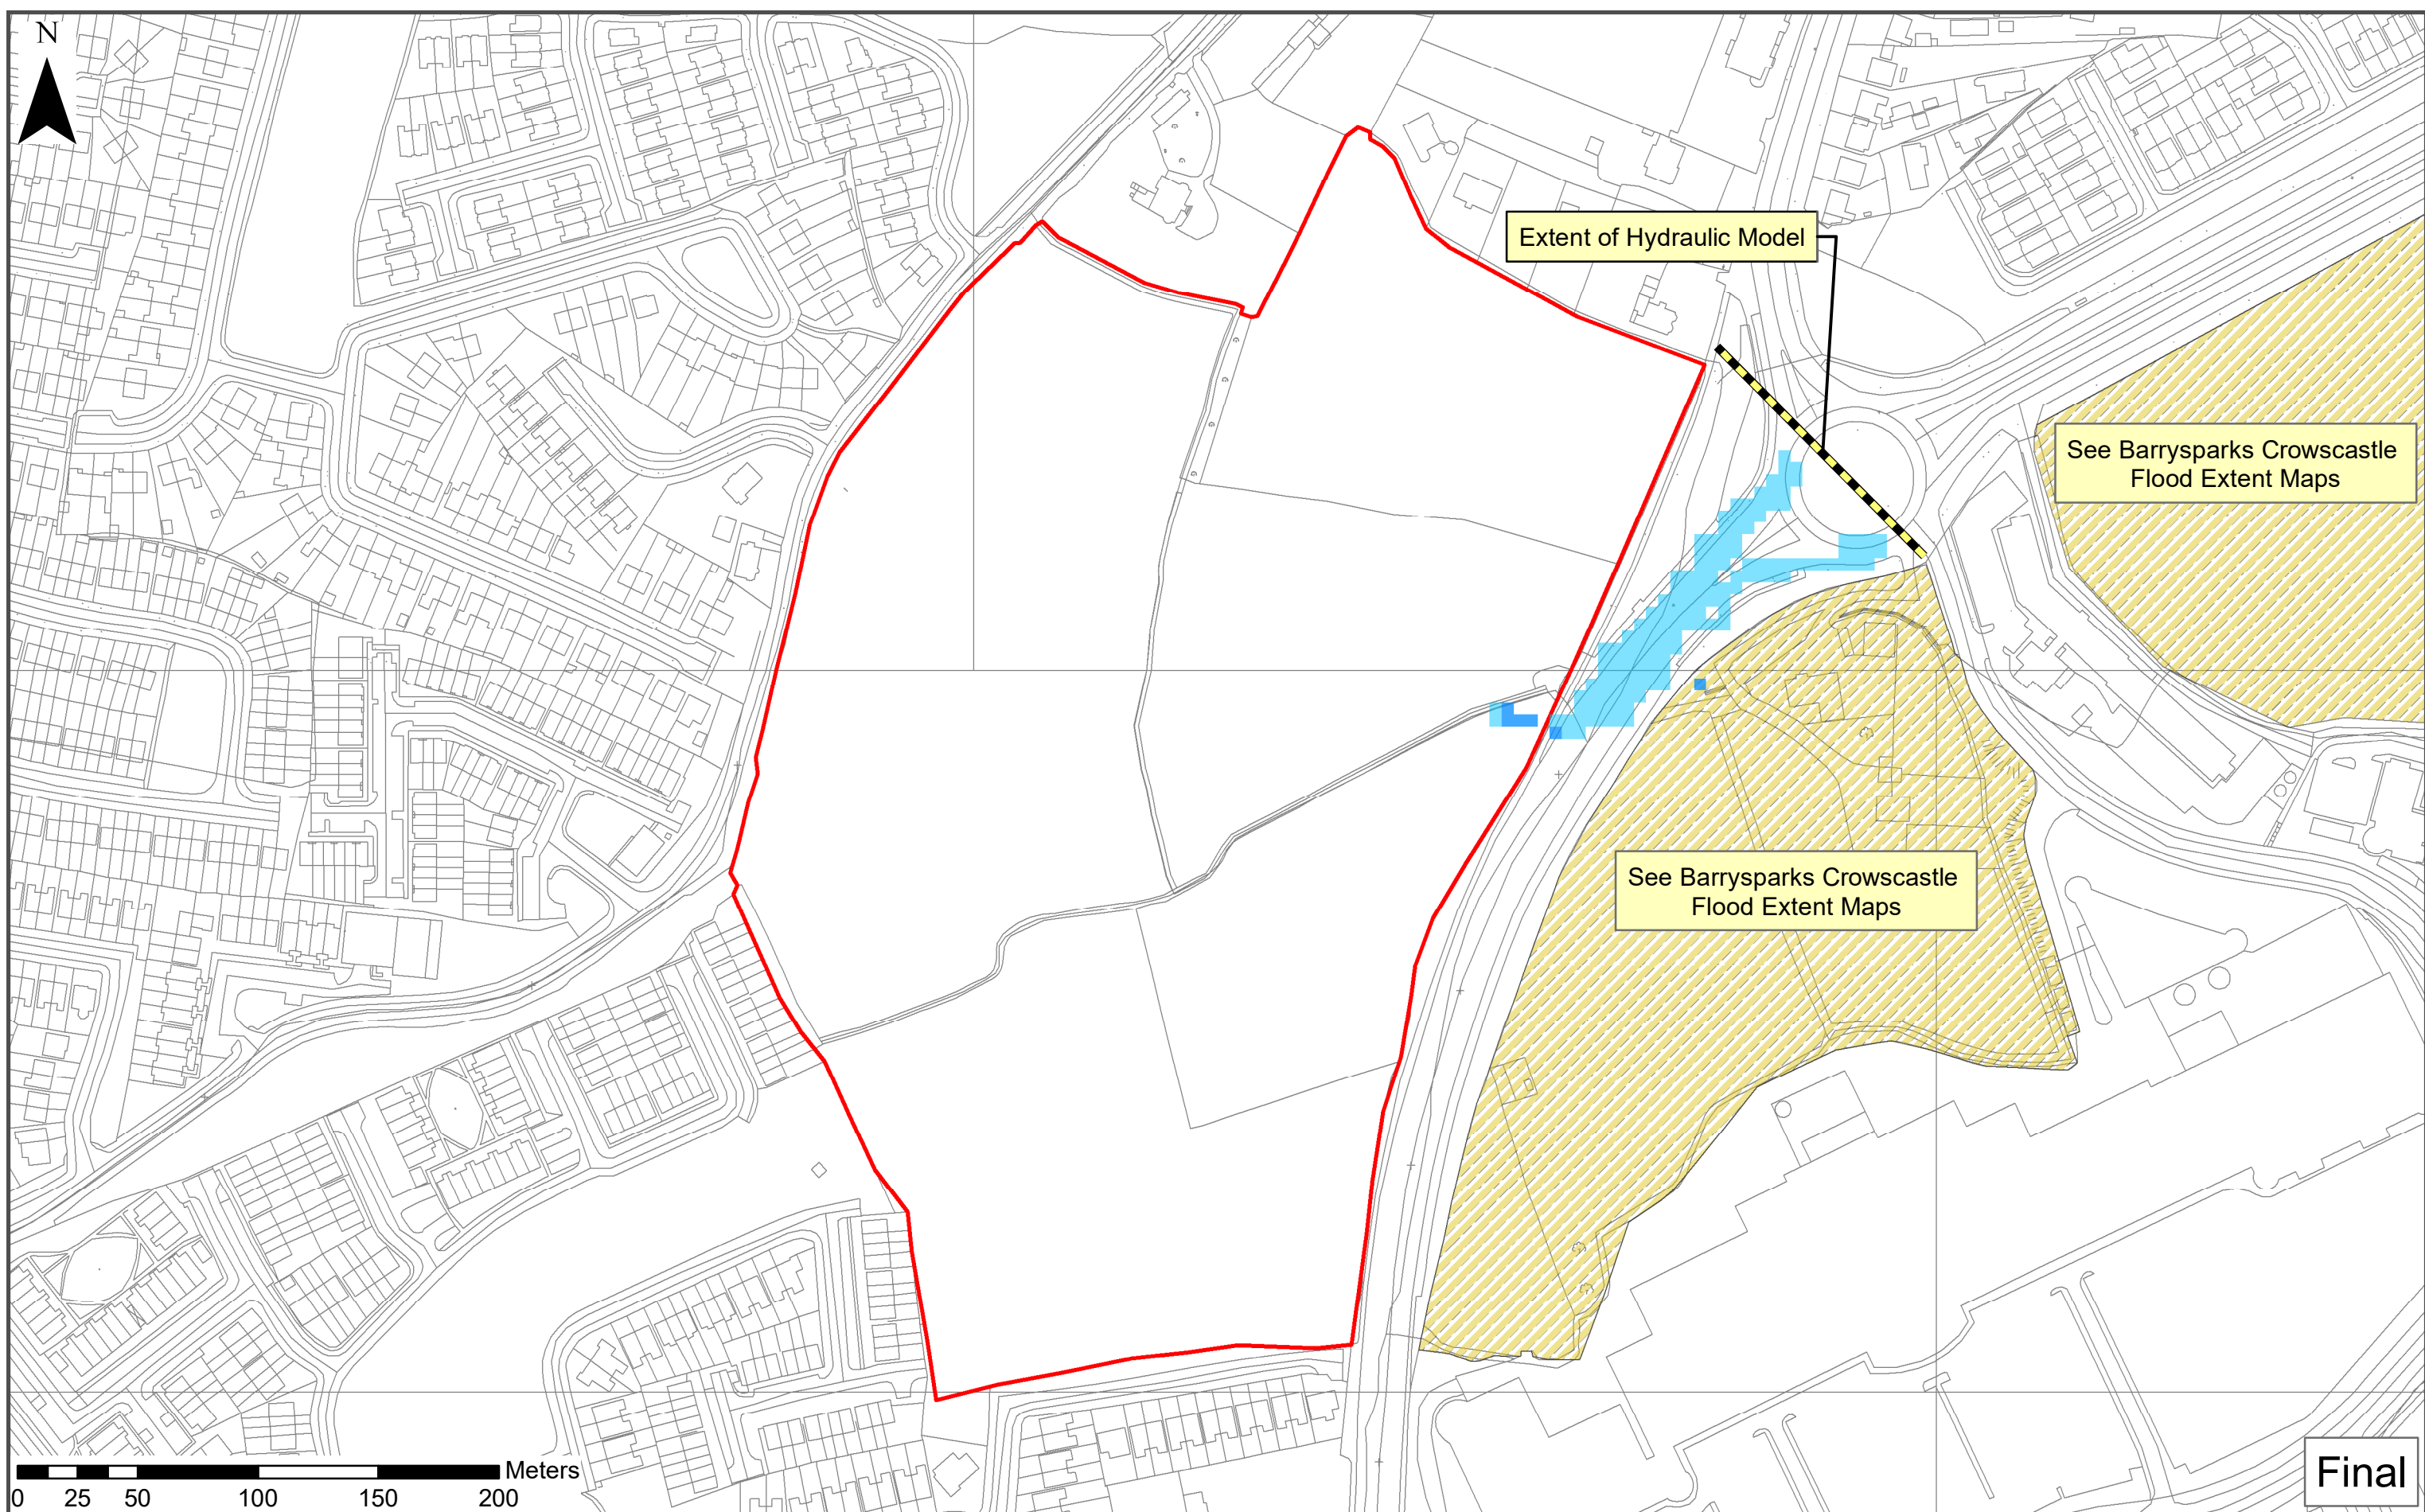 N
Extent of Hydraulic Model
See Barrysparks Crowscastle
Flood Extent Maps
See Barrysparks Crowscastle
Flood Extent Maps
Meters
0 25 50 100 150 200
Final